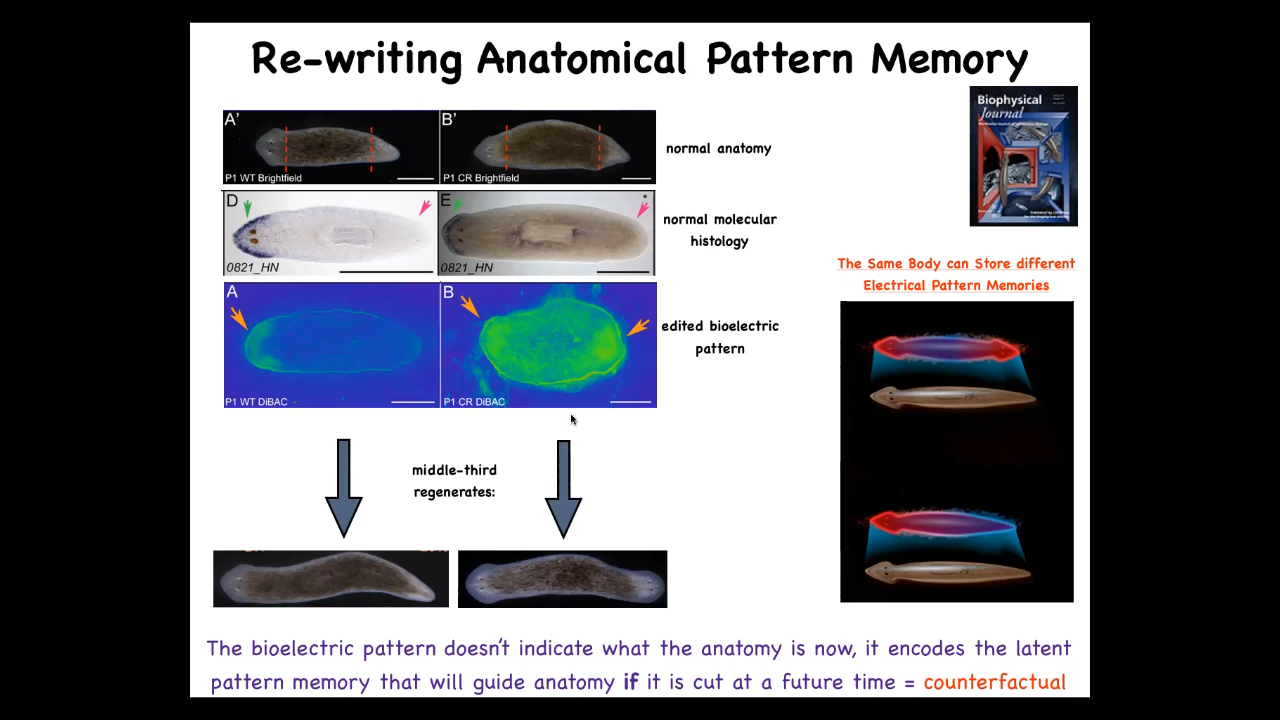 Re-writing Anatomical Pattern Memory
A'
P1 WT Brightfield
B'
P1 CR Brightfield
normal anatomy
Biophysical
Journal
D
0821_HN
E
*
0821_HN
normal molecular
histology
The Same Body can Store different
Electrical Pattern Memories
A
P1 WT DiBAC
B
P1 CR DiBAC
edited bioelectric
pattern
middle-third
regenerates:
The bioelectric pattern doesn't indicate what the anatomy is now, it encodes the latent
pattern memory that will guide anatomy if it is cut at a future time = counterfactual